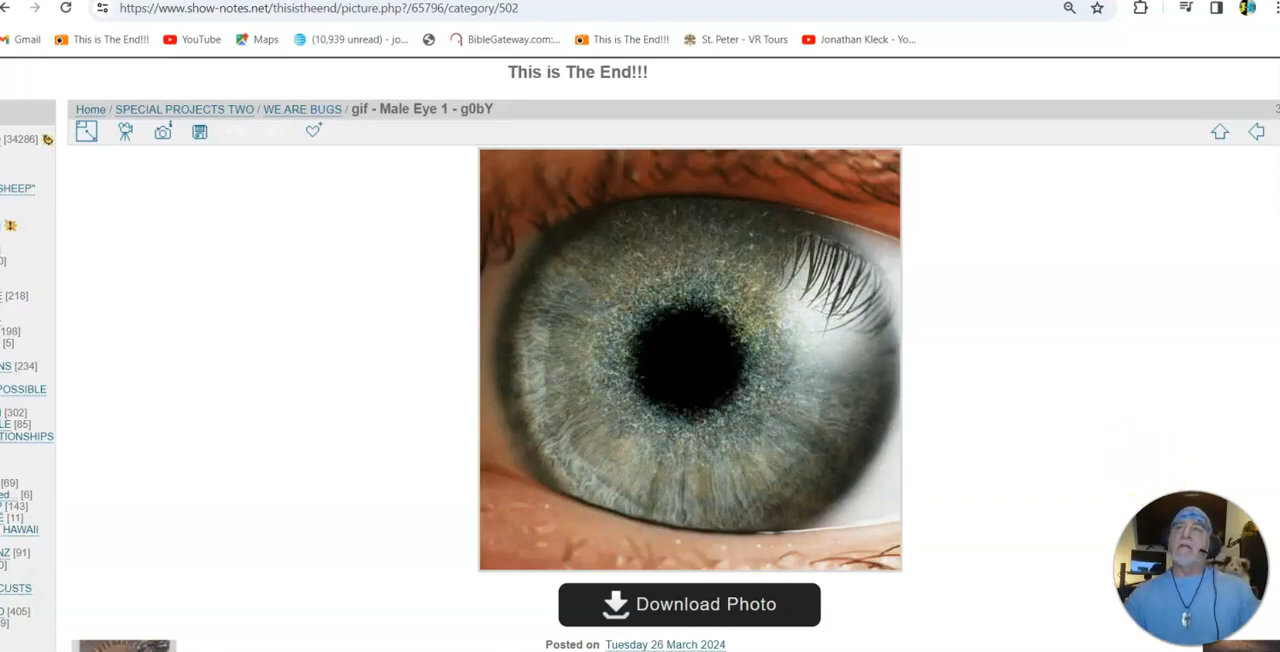 https://www.show-notes.net/thisistheend/picture.php?/65796/category/502
Gmail This is The End!!! YouTube Maps (10,939 unread) - jo... BibleGateway.com:... This is The End!!! St. Peter - VR Tours Jonathan Kleck - Yo...
This is The End!!!
Home / SPECIAL PROJECTS TWO / WE ARE BUGS / gif - Male Eye 1 - g0bY
[34286]
SHEEP"
0]
[218]
198]
[5]
NS [234]
POSSIBLE
[302]
LE [85]
TIONSHIPS
[69]
ed... [6]
[143]
[11]
HAWAII
NZ [91]
0]
CUSTS
O [405]
9]
Download Photo
Posted on Tuesday 26 March 2024